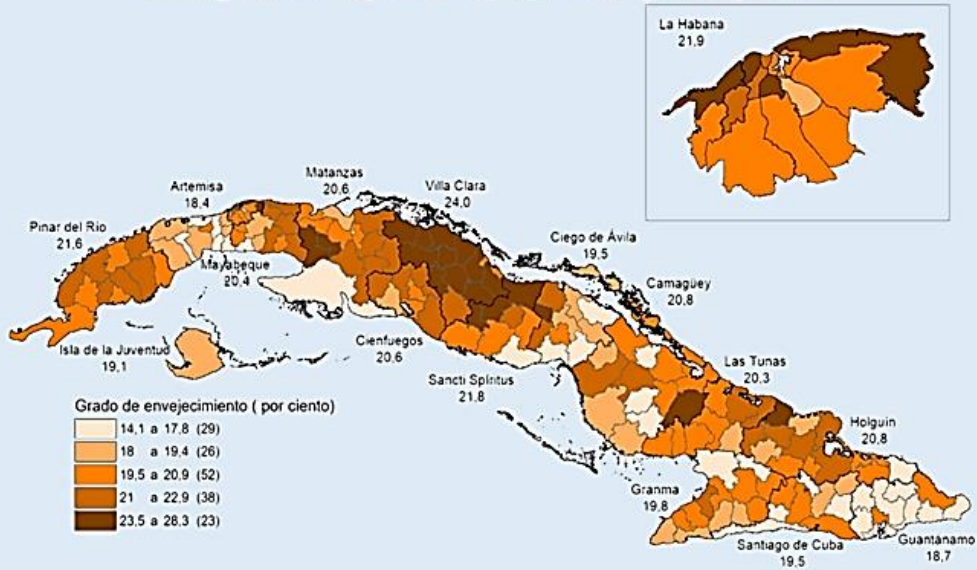 La Habana
21,9
Matanzas
20,6
Villa Clara
24,0
Artemisa
18,4
Pinar del Río
21,6
Ciego de Ávila
19,5
Mayabeque
20,4
Camagüey
20,8
Isla de la Juventud
19,1
Cienfuegos
20,6
Las Tunas
20,3
Sancti Spíritus
21,8
Grado de envejecimiento ( por ciento)
14,1 a 17,8 (29)
18 a 19,4 (26)
19,5 a 20,9 (52)
21 a 22,9 (38)
23,5 a 28,3 (23)
Holguín
20,8
Granma
19,8
Santiago de Cuba
19,5
Guantánamo
18,7